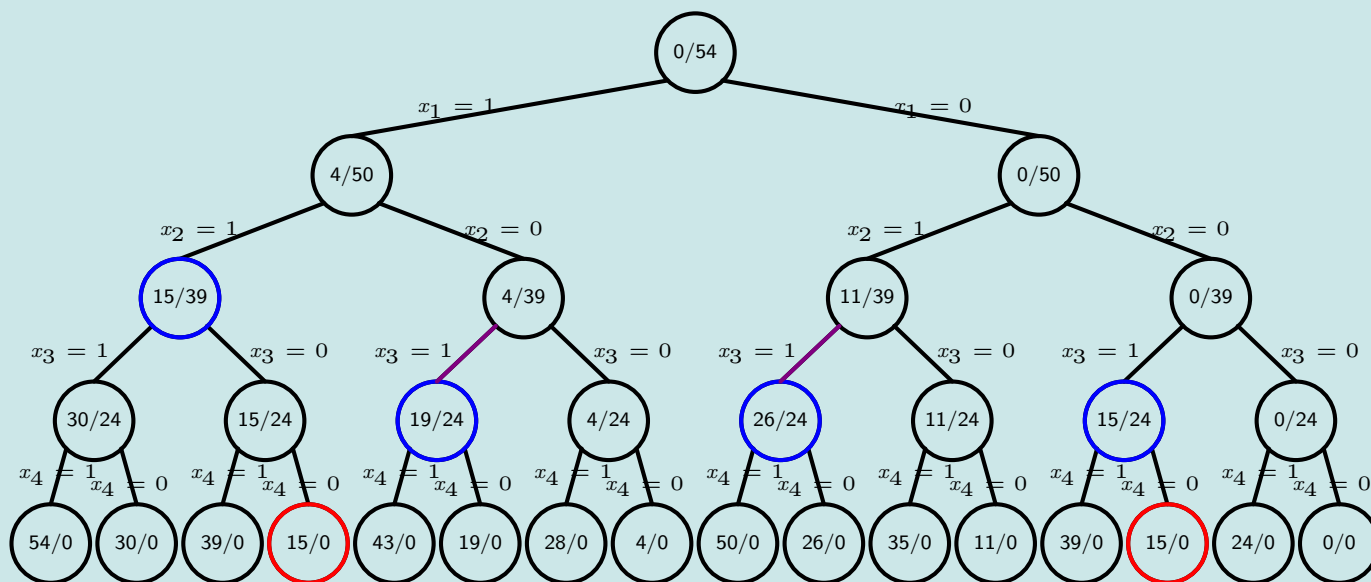 0/54
x₁ = 1 x₁ = 0
4/50 0/50
x₂ = 1 x₂ = 0 x₂ = 1 x₂ = 0
15/39 4/39 11/39 0/39
x₃ = 1 x₃ = 0 x₃ = 1 x₃ = 0 x₃ = 1 x₃ = 0 x₃ = 1 x₃ = 0
30/24 15/24 19/24 4/24 26/24 11/24 15/24 0/24
x₄ = 1 x₄ = 0 x₄ = 1 x₄ = 0 x₄ = 1 x₄ = 0 x₄ = 1 x₄ = 0 x₄ = 1 x₄ = 0 x₄ = 1 x₄ = 0 x₄ = 1 x₄ = 0 x₄ = 1 x₄ = 0
54/0 30/0 39/0 15/0 43/0 19/0 28/0 4/0 50/0 26/0 35/0 11/0 39/0 15/0 24/0 0/0